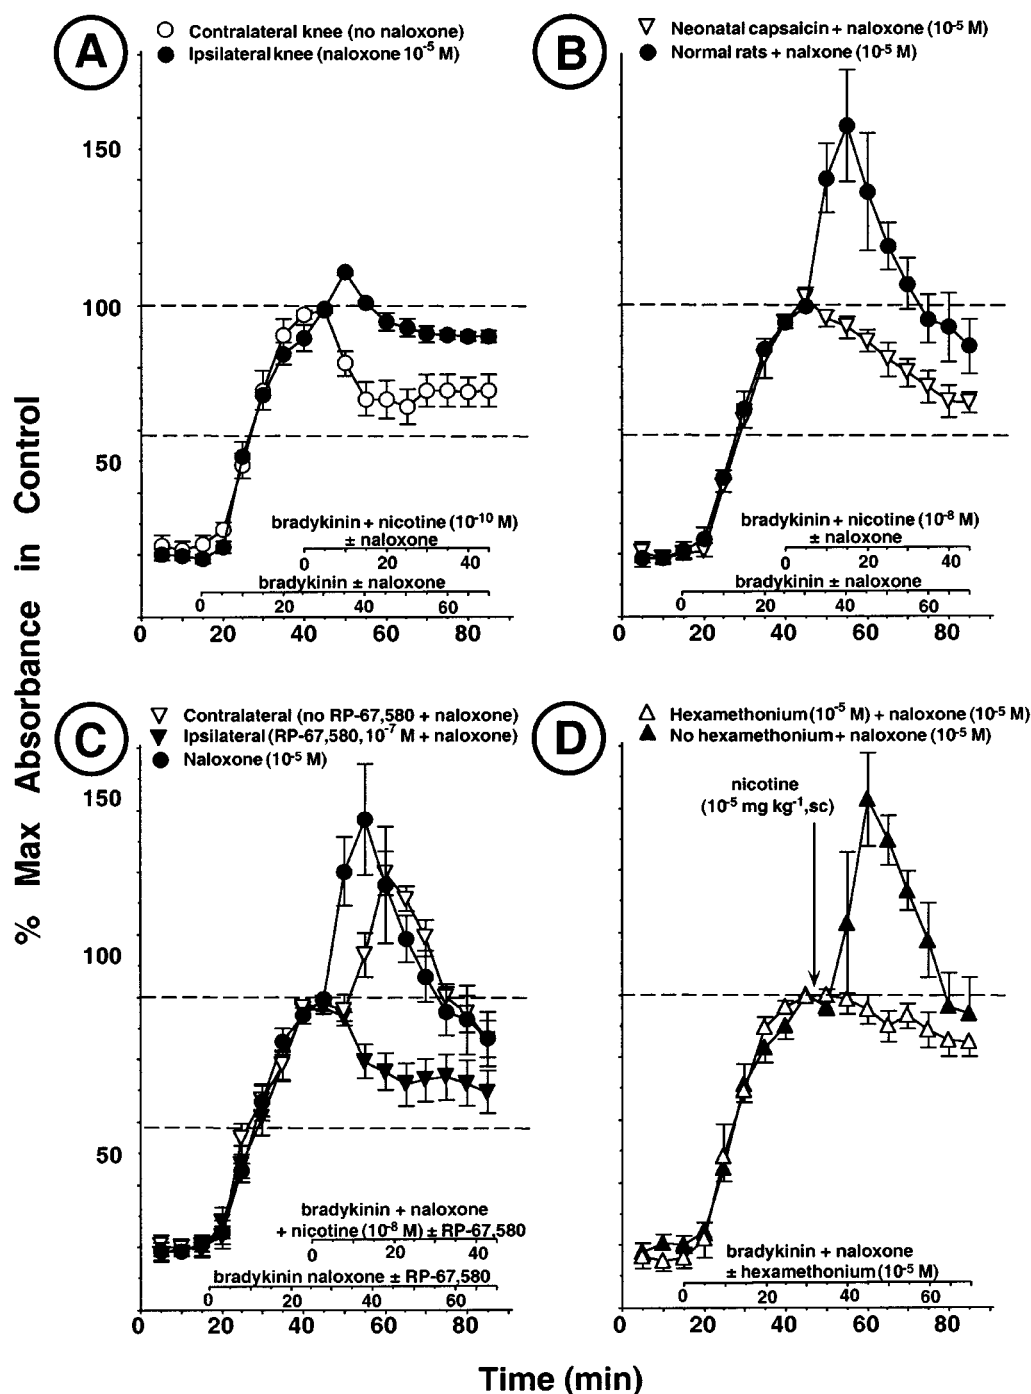 % Max Absorbance in Control
A
Contralateral knee (no naloxone)
Ipsilateral knee (naloxone 10-5 M)
150
100
50
bradykinin + nicotine (10-10 M)
± naloxone
0 20 40
bradykinin ± naloxone
0 20 40 60
0 20 40 60 80
B
Neonatal capsaicin + naloxone (10-5 M)
Normal rats + nalxone (10-5 M)
bradykinin + nicotine (10-8 M)
± naloxone
0 20 40
bradykinin ± naloxone
0 20 40 60
0 20 40 60 80
C
Contralateral (no RP-67,580 + naloxone)
Ipsilateral (RP-67,580, 10-7 M + naloxone)
Naloxone (10-5 M)
150
100
50
bradykinin + naloxone
+ nicotine (10-8 M) ± RP-67,580
0 20 40
bradykinin naloxone ± RP-67,580
0 20 40 60
0 20 40 60 80
D
Hexamethonium (10-5 M) + naloxone (10-5 M)
No hexamethonium + naloxone (10-5 M)
nicotine
(10-5 mg kg-1,sc)
bradykinin + naloxone
± hexamethonium (10-5 M)
0 20 40 60
0 20 40 60 80
Time (min)